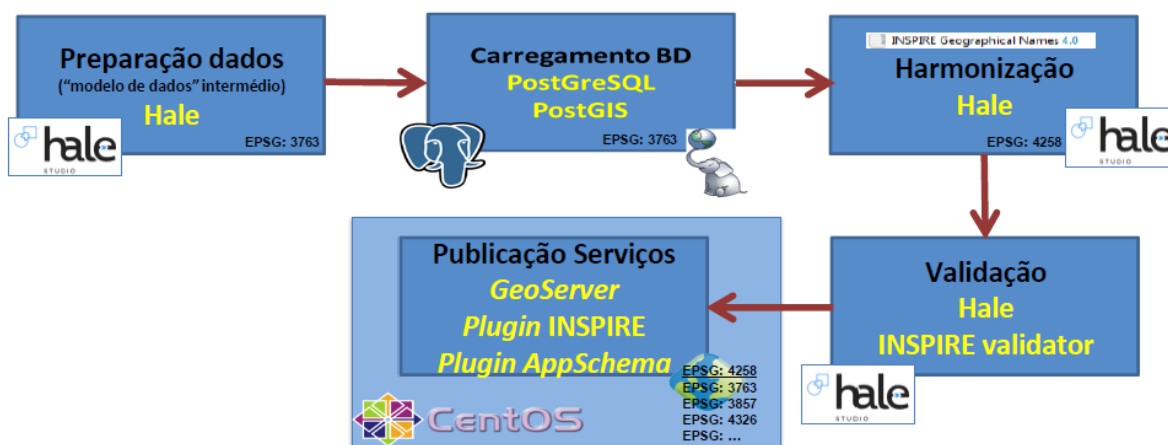 Preparação dados
(“modelo de dados” intermédio)
Hale
EPSG: 3763
hale
STUDIO
Carregamento BD
PostGreSQL
PostGIS
EPSG: 3763
INSPIRE Geographical Names 4.0
Harmonização
Hale
EPSG: 4258
hale
STUDIO
Validação
Hale
INSPIRE validator
hale
STUDIO
Publicação Serviços
GeoServer
Plugin INSPIRE
Plugin AppSchema
EPSG: 4258
EPSG: 3763
EPSG: 3857
EPSG: 4326
EPSG: ...
CentOS